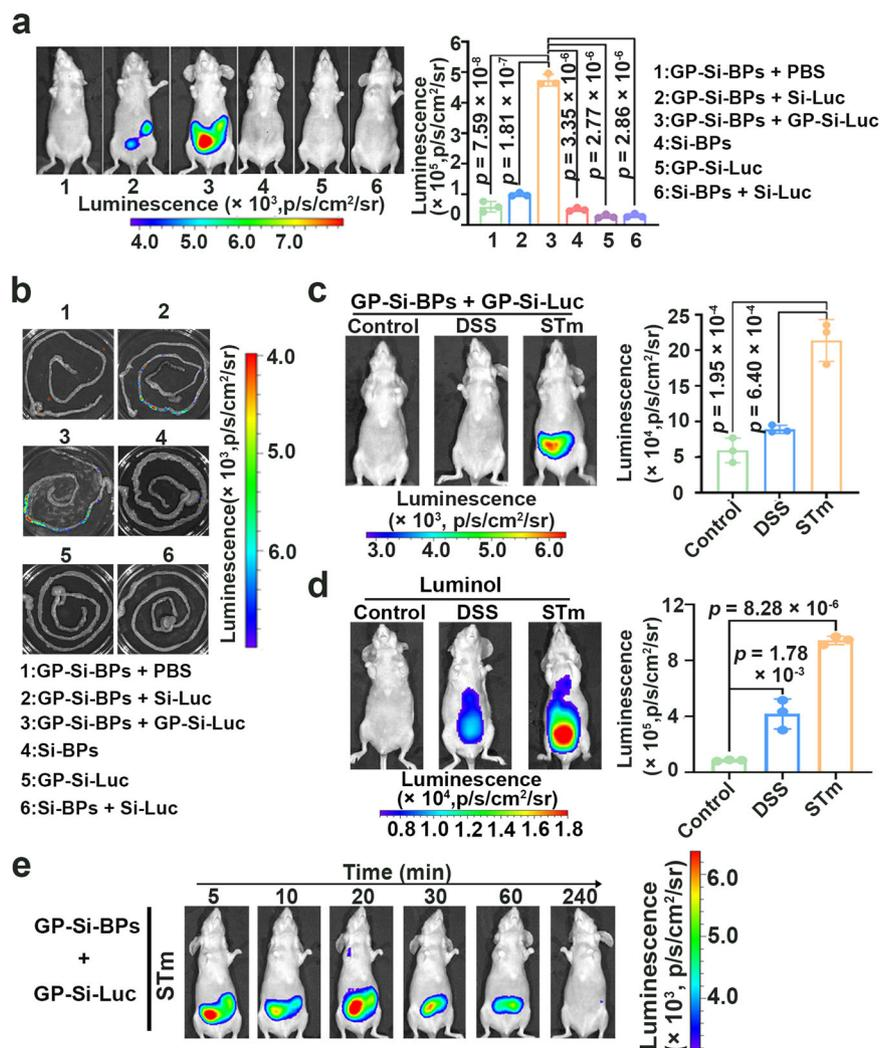 a
1 2 3 4 5 6
Luminescence (× 10³,p/s/cm²/sr)
4.0 5.0 6.0 7.0
Luminescence
(× 10⁵,p/s/cm²/sr)
6
5
4
3
2
1
0
p = 7.59 × 10⁻⁸
p = 1.81 × 10⁻⁷
p = 3.35 × 10⁻⁶
p = 2.77 × 10⁻⁶
p = 2.86 × 10⁻⁶
1 2 3 4 5 6
1:GP-Si-BPs + PBS
2:GP-Si-BPs + Si-Luc
3:GP-Si-BPs + GP-Si-Luc
4:Si-BPs
5:GP-Si-Luc
6:Si-BPs + Si-Luc
b
1 2
3 4
5 6
Luminescence(× 10³,p/s/cm²/sr)
4.0
5.0
6.0
1:GP-Si-BPs + PBS
2:GP-Si-BPs + Si-Luc
3:GP-Si-BPs + GP-Si-Luc
4:Si-BPs
5:GP-Si-Luc
6:Si-BPs + Si-Luc
c
GP-Si-BPs + GP-Si-Luc
Control DSS STm
Luminescence
(× 10³, p/s/cm²/sr)
3.0 4.0 5.0 6.0
Luminescence
(× 10⁴,p/s/cm²/sr)
25
20
15
10
5
0
p = 1.95 × 10⁻⁴
p = 6.40 × 10⁻⁴
Control DSS STm
d
Luminol
Control DSS STm
Luminescence
(× 10⁴,p/s/cm²/sr)
0.8 1.0 1.2 1.4 1.6 1.8
Luminescence
(× 10⁵,p/s/cm²/sr)
12
8
4
0
p = 8.28 × 10⁻⁶
p = 1.78
× 10⁻³
Control DSS STm
e
Time (min)
5 10 20 30 60 240
GP-Si-BPs
+
GP-Si-Luc
STm
Luminescence
(× 10³, p/s/cm²/sr)
6.0
5.0
4.0